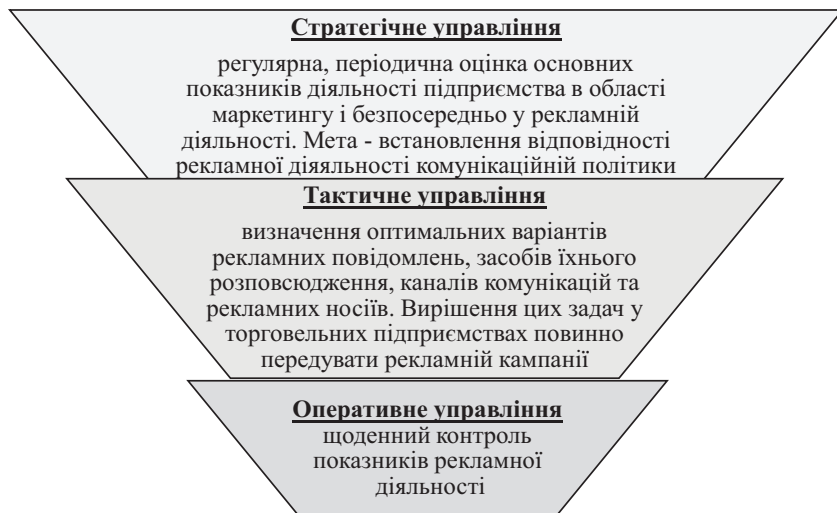 Стратегічне управління
регулярна, періодична оцінка основних
показників діяльності підприємства в області
маркетингу і безпосередньо у рекламній
діяльності. Мета - встановлення відповідності
рекламної діяяльності комунікаційній політики
Тактичне управління
визначення оптимальних варіантів
рекламних повідомлень, засобів їхнього
розповсюдження, каналів комунікацій та
рекламних носіїв. Вирішення цих задач у
торговельних підприємствах повинно
передувати рекламній кампанії
Оперативне управління
щоденний контроль
показників рекламної
діяльності